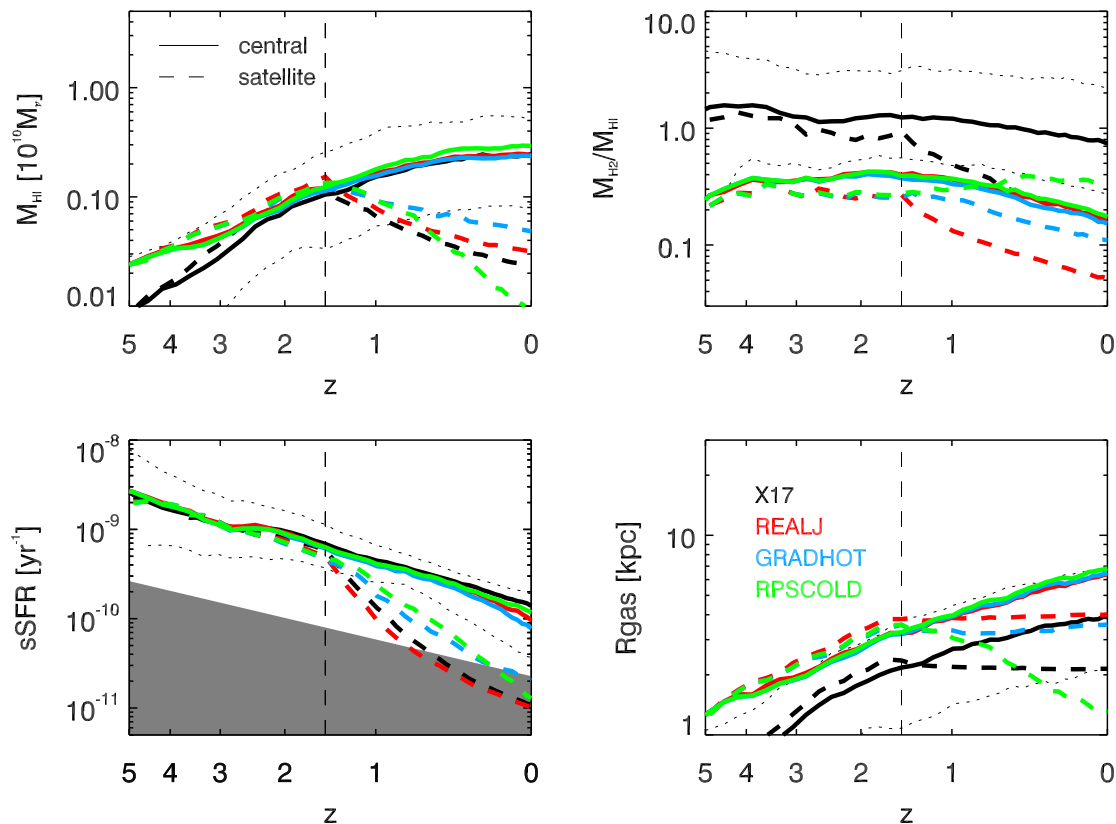 10.0
1.00
1.0
0.10
0.1
0.01
M_HI [10^10 M_r]
M_H2/M_HI
central
satellite
5 4 3 2 1 0
5 4 3 2 1 0
z
z
10^-8
10^-9
10^-10
10^-11
sSFR [yr^-1]
10
1
Rgas [kpc]
X17
REALJ
GRADHOT
RPSCOLD
5 4 3 2 1 0
5 4 3 2 1 0
z
z